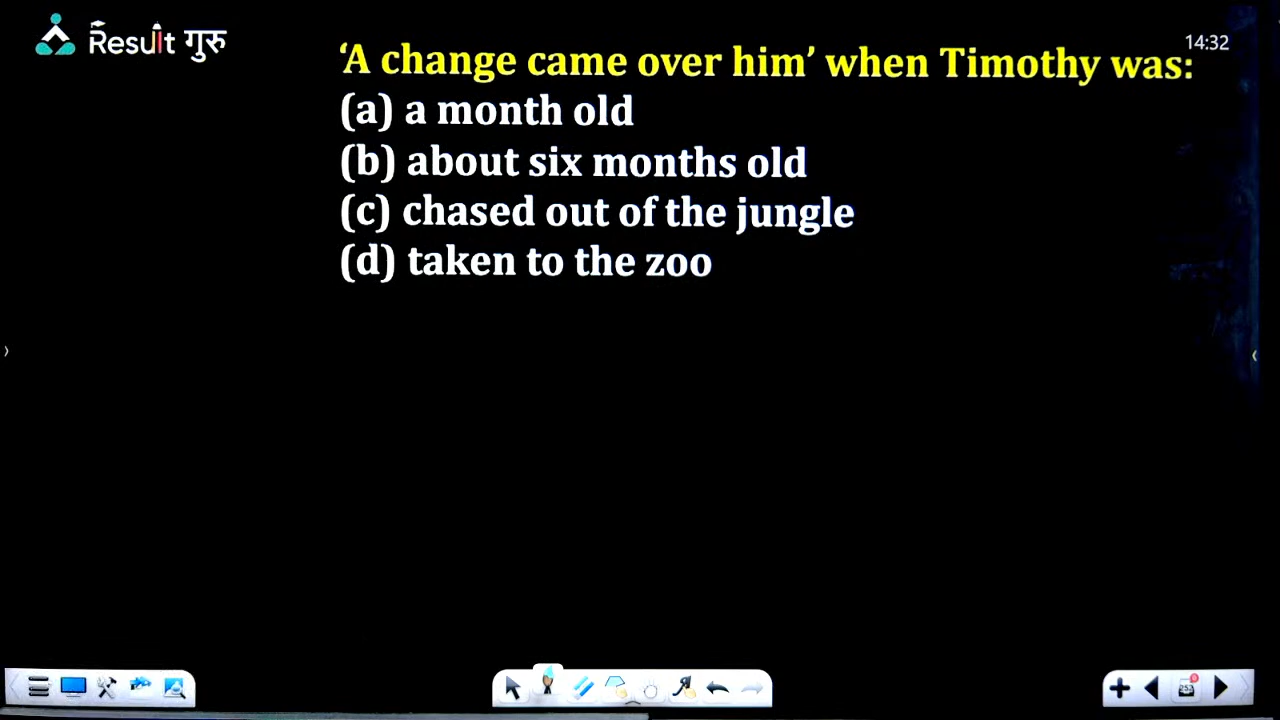 Result गुरु
14:32
‘A change came over him’ when Timothy was:
(a) a month old
(b) about six months old
(c) chased out of the jungle
(d) taken to the zoo
253